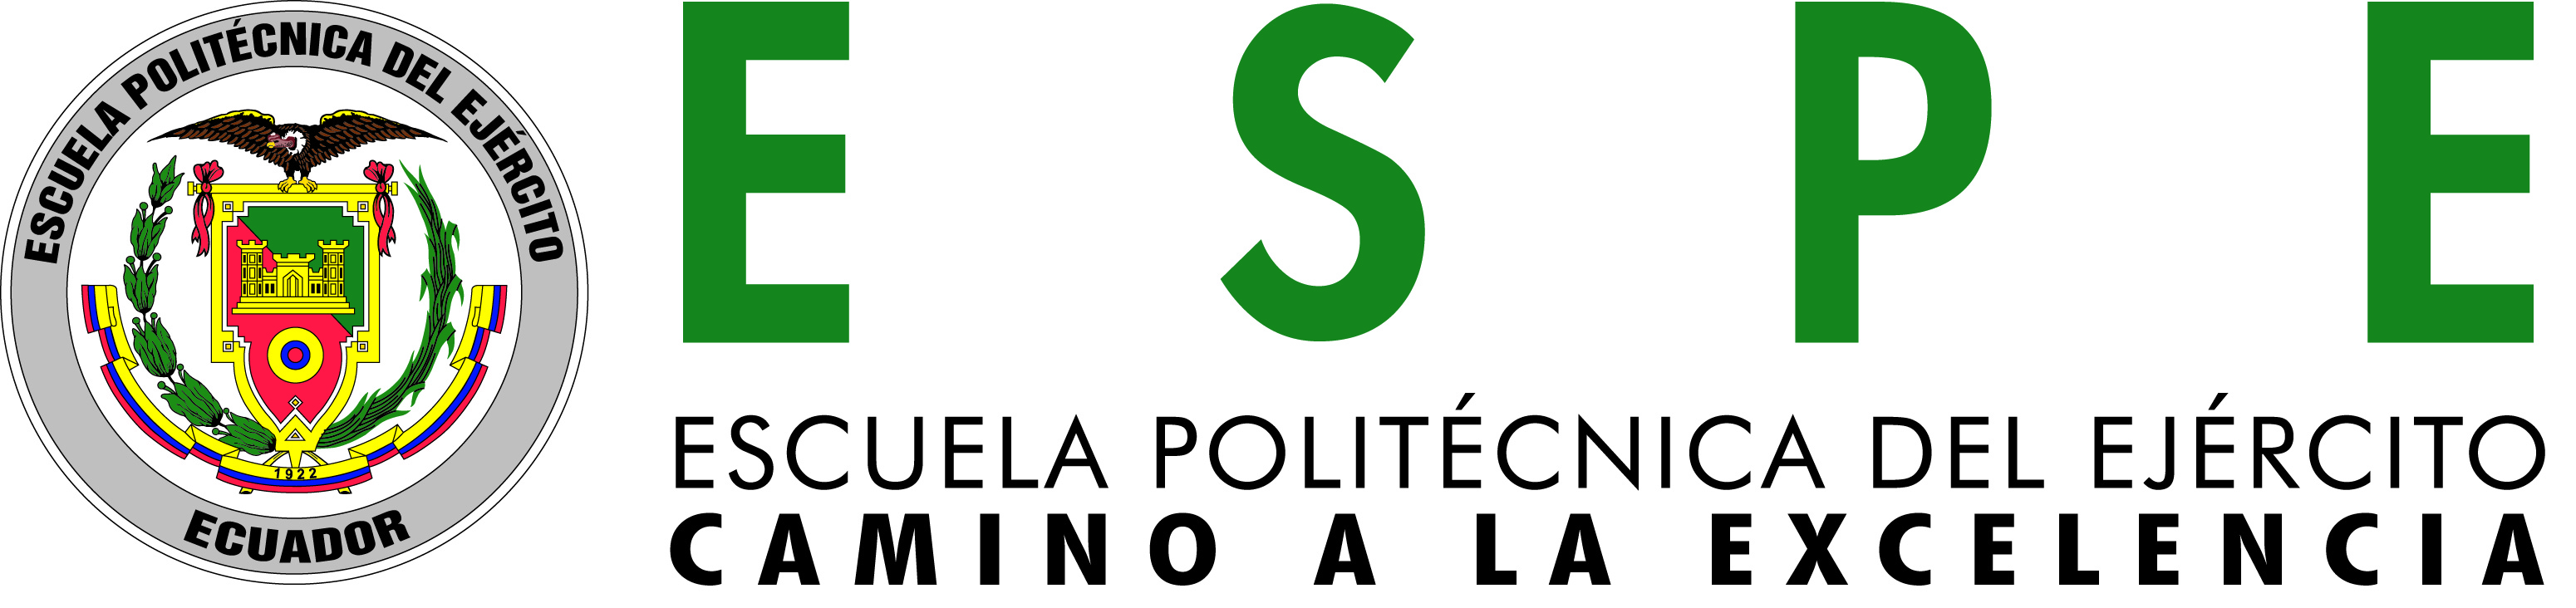 ESCUELA POLITÉCNICA DEL EJÉRCITO
1922
ECUADOR
ESPE
ESCUELA POLITÉCNICA DEL EJÉRCITO
CAMINO A LA EXCELENCIA